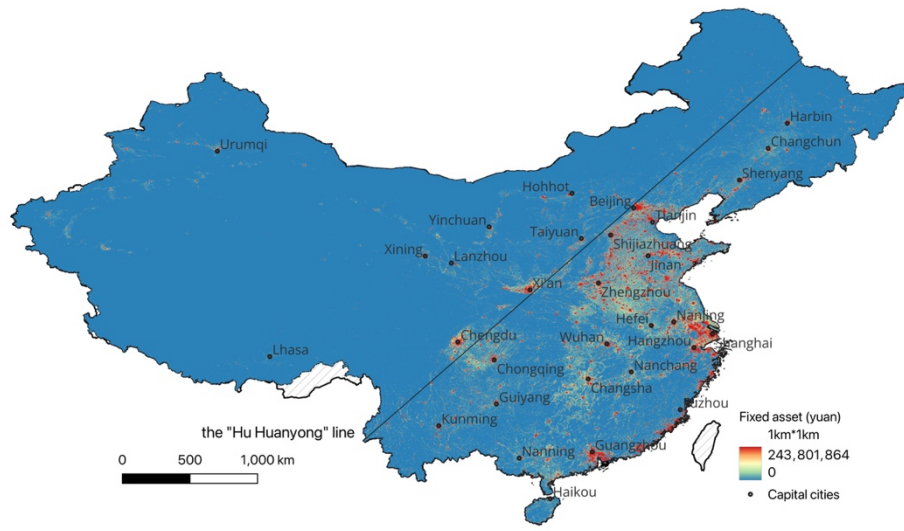 Harbin
Changchun
Urumqi
Shenyang
Hohhot
Beijing
Tianjin
Yinchuan
Taiyuan
Shijiazhuang
Xining
Lanzhou
Jinan
Xi'an
Zhengzhou
Nanjing
Hefei
Chengdu
Wuhan
Hangzhou
Shanghai
Lhasa
Chongqing
Nanchang
Changsha
Guiyang
Fuzhou
Kunming
the "Hu Huanyong" line
Fixed asset (yuan)
1km*1km
243,801,864
0
Capital cities
Guangzhou
Nanning
0 500 1,000 km
Haikou